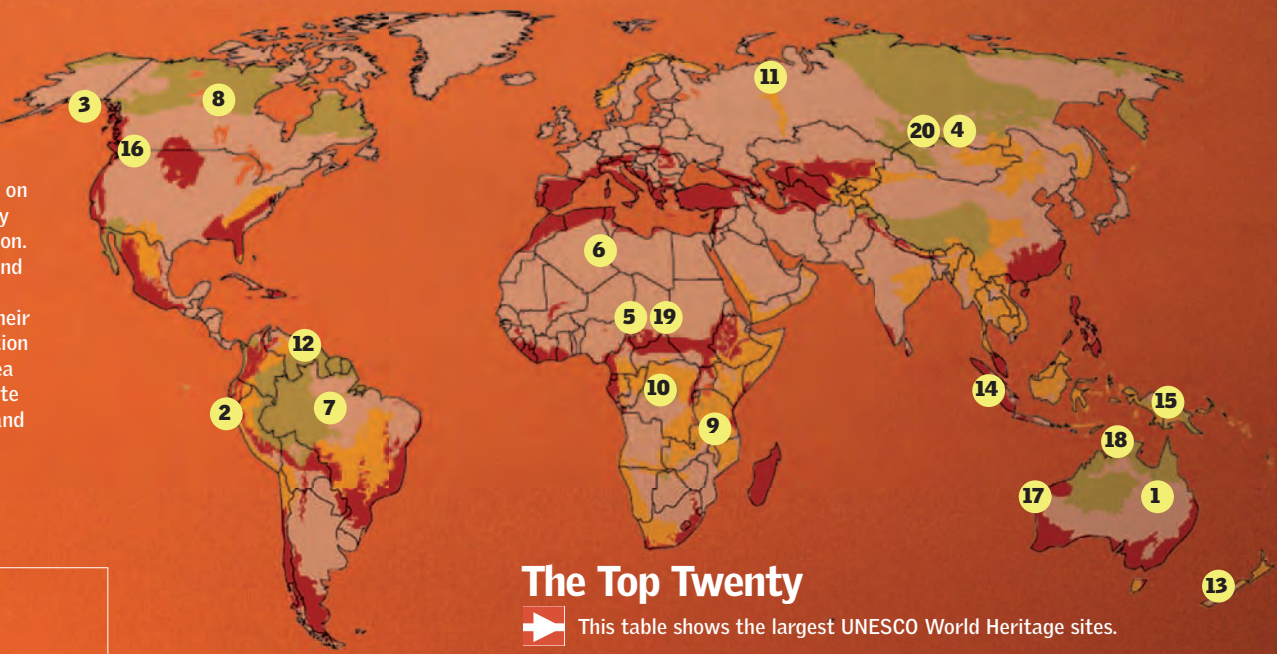 11
3
8
20 4
16
on
y
on.
6
nd
5 19
heir
tion
12
ea
10
14
15
te
2
7
nd
9
18
17
1
The Top Twenty
13
This table shows the largest UNESCO World Heritage sites.